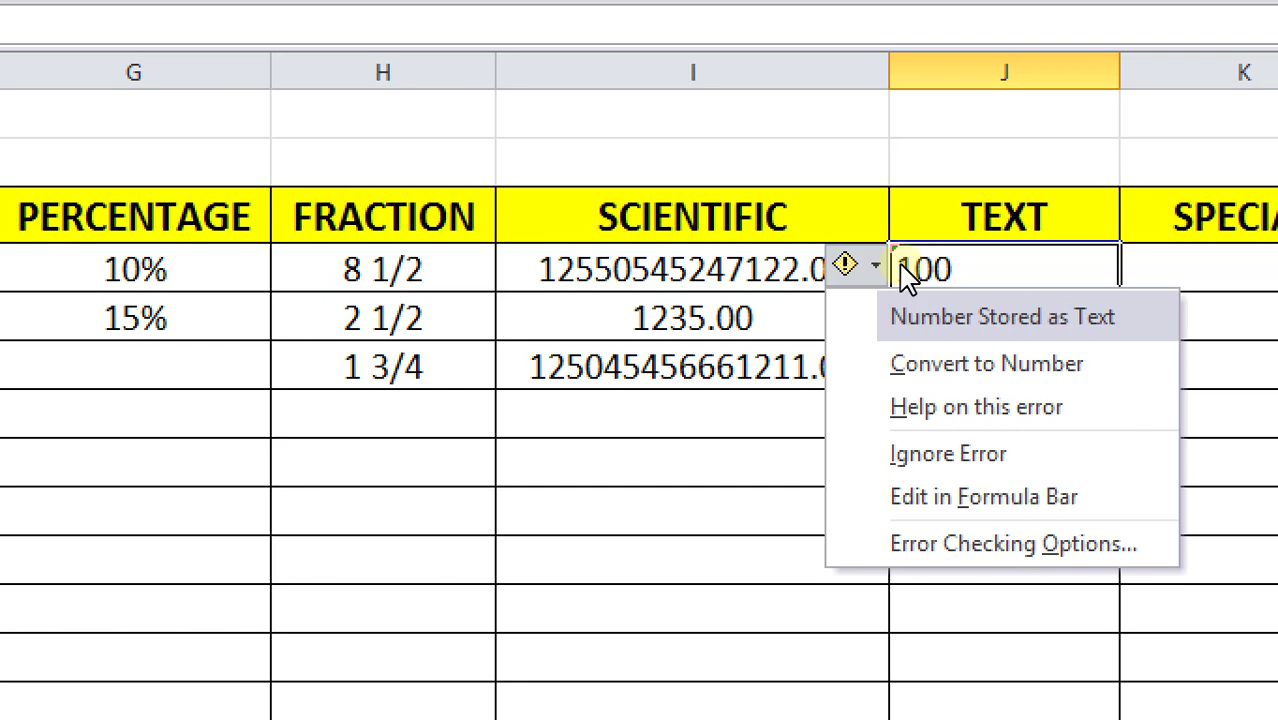 G H I J K
PERCENTAGE FRACTION SCIENTIFIC TEXT
10% 8 1/2 12550545247122.0 100
15% 2 1/2 1235.00
1 3/4 125045456661211.
Number Stored as Text
Convert to Number
Help on this error
Ignore Error
Edit in Formula Bar
Error Checking Options...